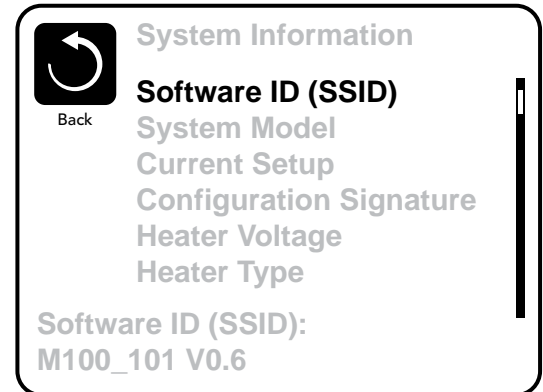 System Information
Back
Software ID (SSID)
System Model
Current Setup
Configuration Signature
Heater Voltage
Heater Type
Software ID (SSID):
M100_101 V0.6